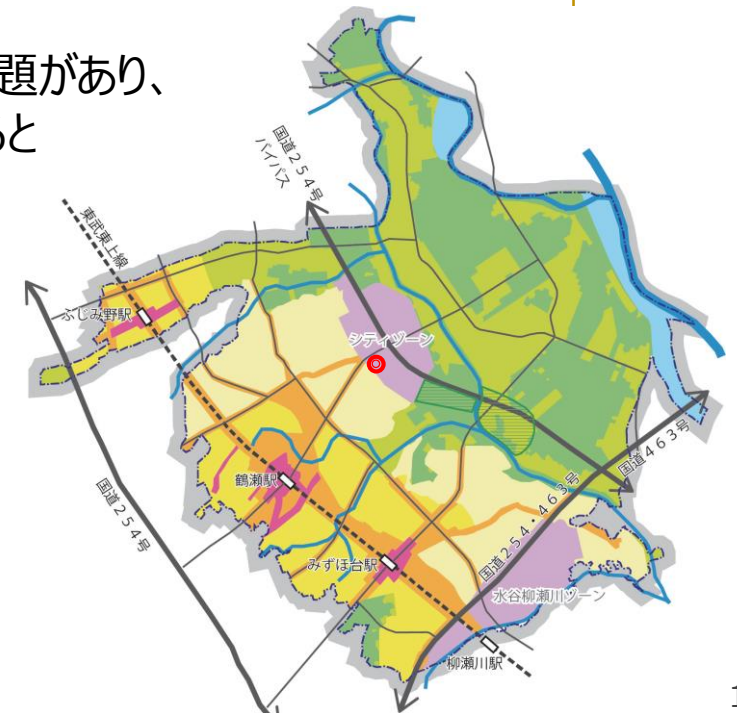 題があり、
ると
国道254号
バイパス
東武東上線
ふじみ野駅
シティゾーン
国道463号
鶴瀬駅
国道254号
国道254・463号
みずほ台駅
水谷柳瀬川ゾーン
柳瀬川駅